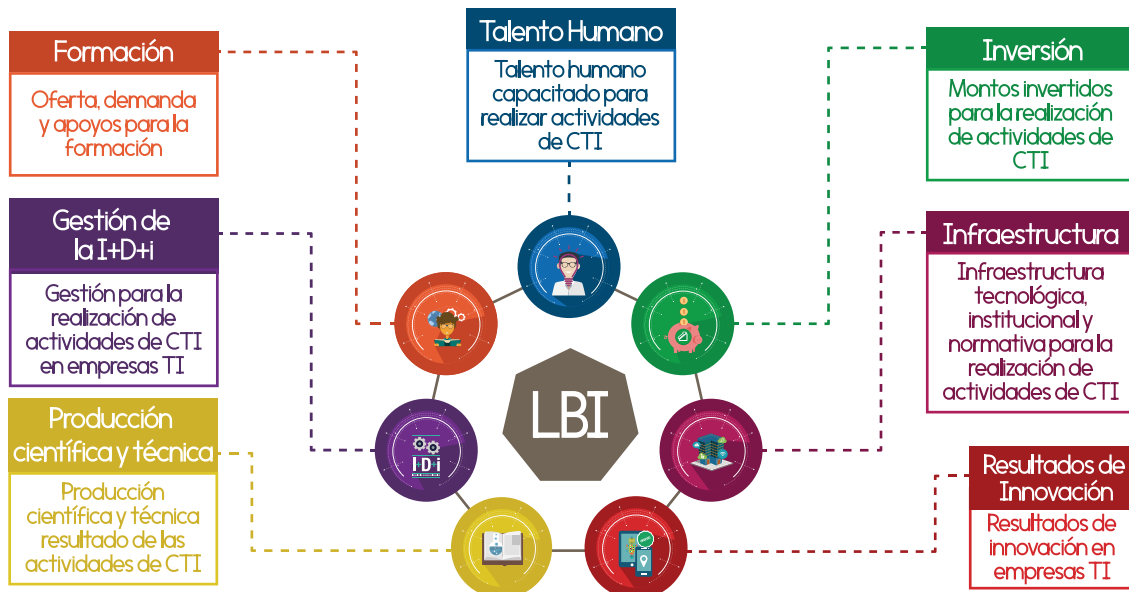 Formación
Oferta, demanda
y apoyos para la
formación
Talento Humano
Talento humano
capacitado para
realizar actividades
de CTI
Inversión
Montos invertidos
para la realización
de actividades de
CTI
Gestión de
la I+D+i
Gestión para la
realización de
actividades de CTI
en empresas TI
Infraestructura
Infraestructura
tecnológica,
institucional y
normativa para la
realización de
actividades de CTI
LBI
I+D+i
Producción
científica y técnica
Producción
científica y técnica
resultado de las
actividades de CTI
Resultados de
Innovación
Resultados de
innovación en
empresas TI